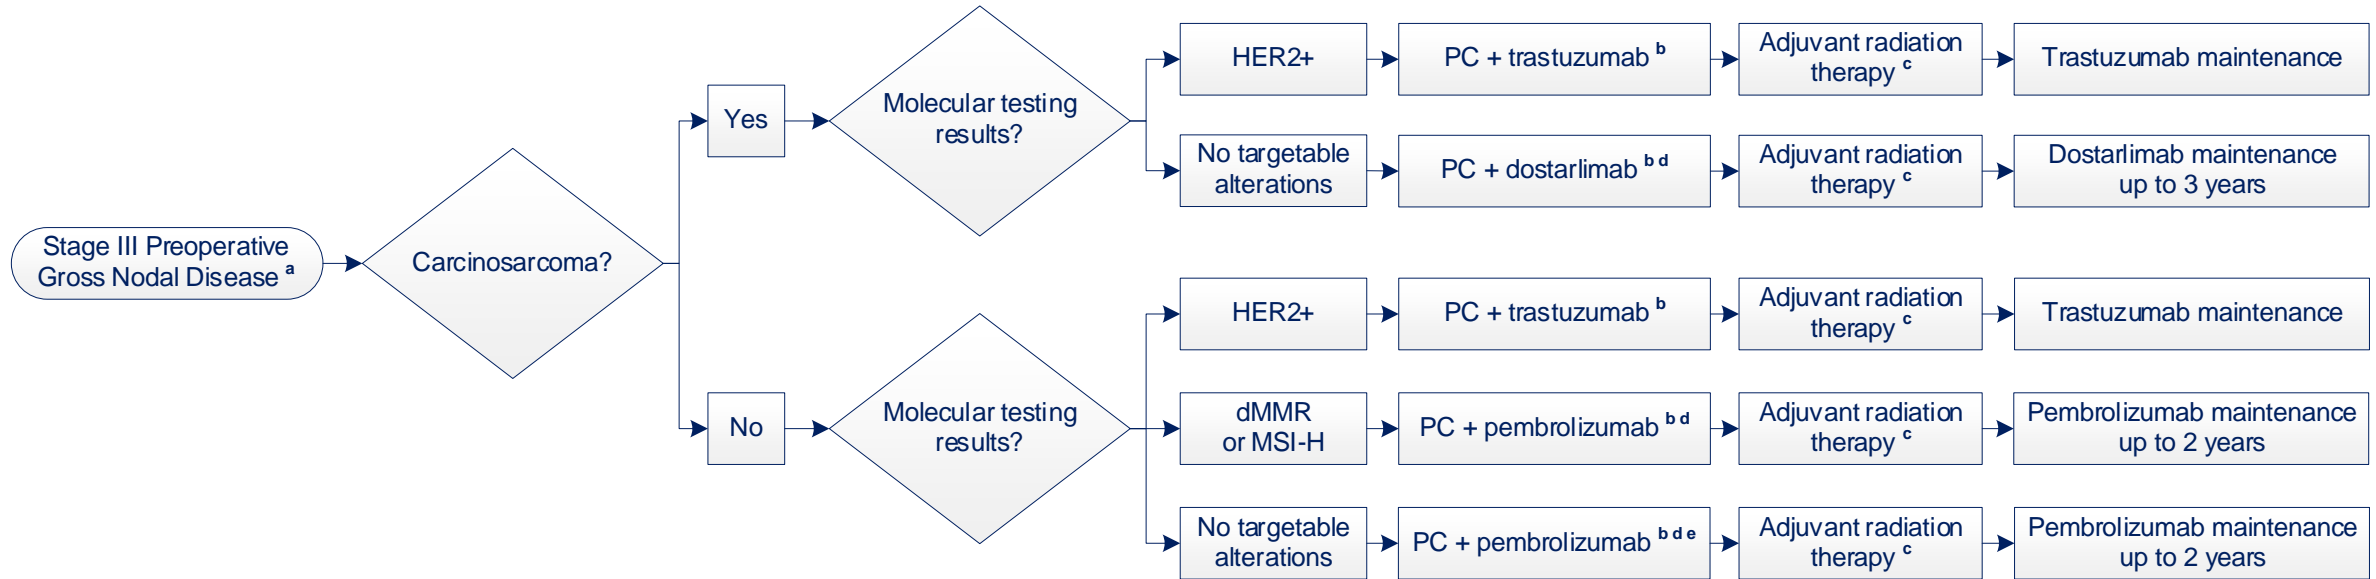 Stage III Preoperative
Gross Nodal Disease a
Carcinosarcoma?
Yes
Molecular testing
results?
HER2+
PC + trastuzumab b
Adjuvant radiation
therapy c
Trastuzumab maintenance
No targetable
alterations
PC + dostarlimab b d
Adjuvant radiation
therapy c
Dostarlimab maintenance
up to 3 years
No
Molecular testing
results?
HER2+
PC + trastuzumab b
Adjuvant radiation
therapy c
Trastuzumab maintenance
dMMR
or MSI-H
PC + pembrolizumab b d
Adjuvant radiation
therapy c
Pembrolizumab maintenance
up to 2 years
No targetable
alterations
PC + pembrolizumab b d e
Adjuvant radiation
therapy c
Pembrolizumab maintenance
up to 2 years